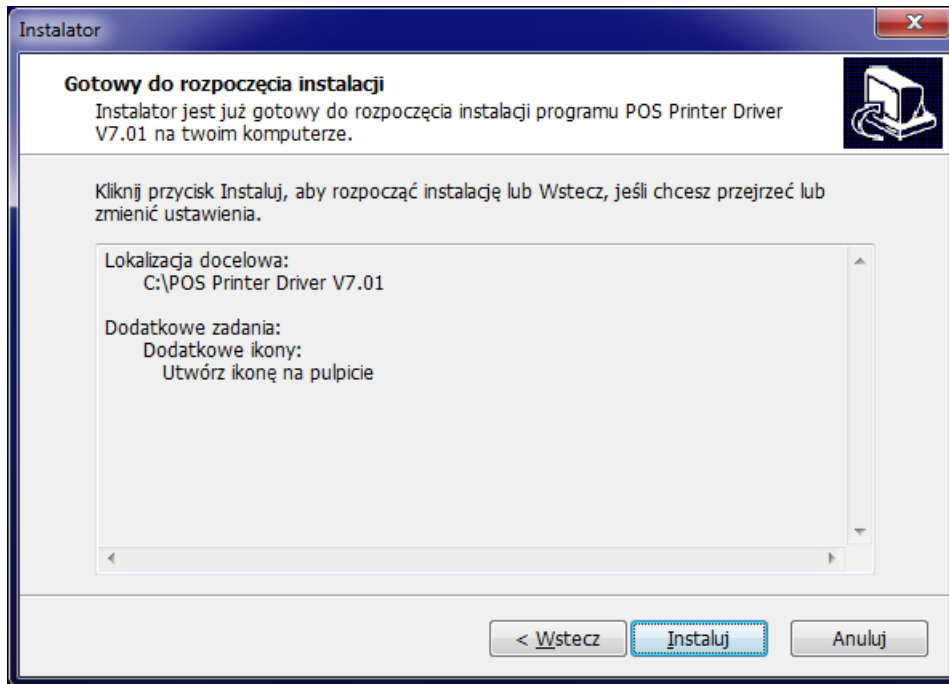 Instalator
Gotowy do rozpoczęcia instalacji
Instalator jest już gotowy do rozpoczęcia instalacji programu POS Printer Driver
V7.01 na twoim komputerze.
Kliknij przycisk Instaluj, aby rozpocząć instalację lub Wstecz, jeśli chcesz przejrzeć lub
zmienić ustawienia.
Lokalizacja docelowa:
C:\POS Printer Driver V7.01
Dodatkowe zadania:
Dodatkowe ikony:
Utwórz ikonę na pulpicie
< Wstecz
Instaluj
Anuluj